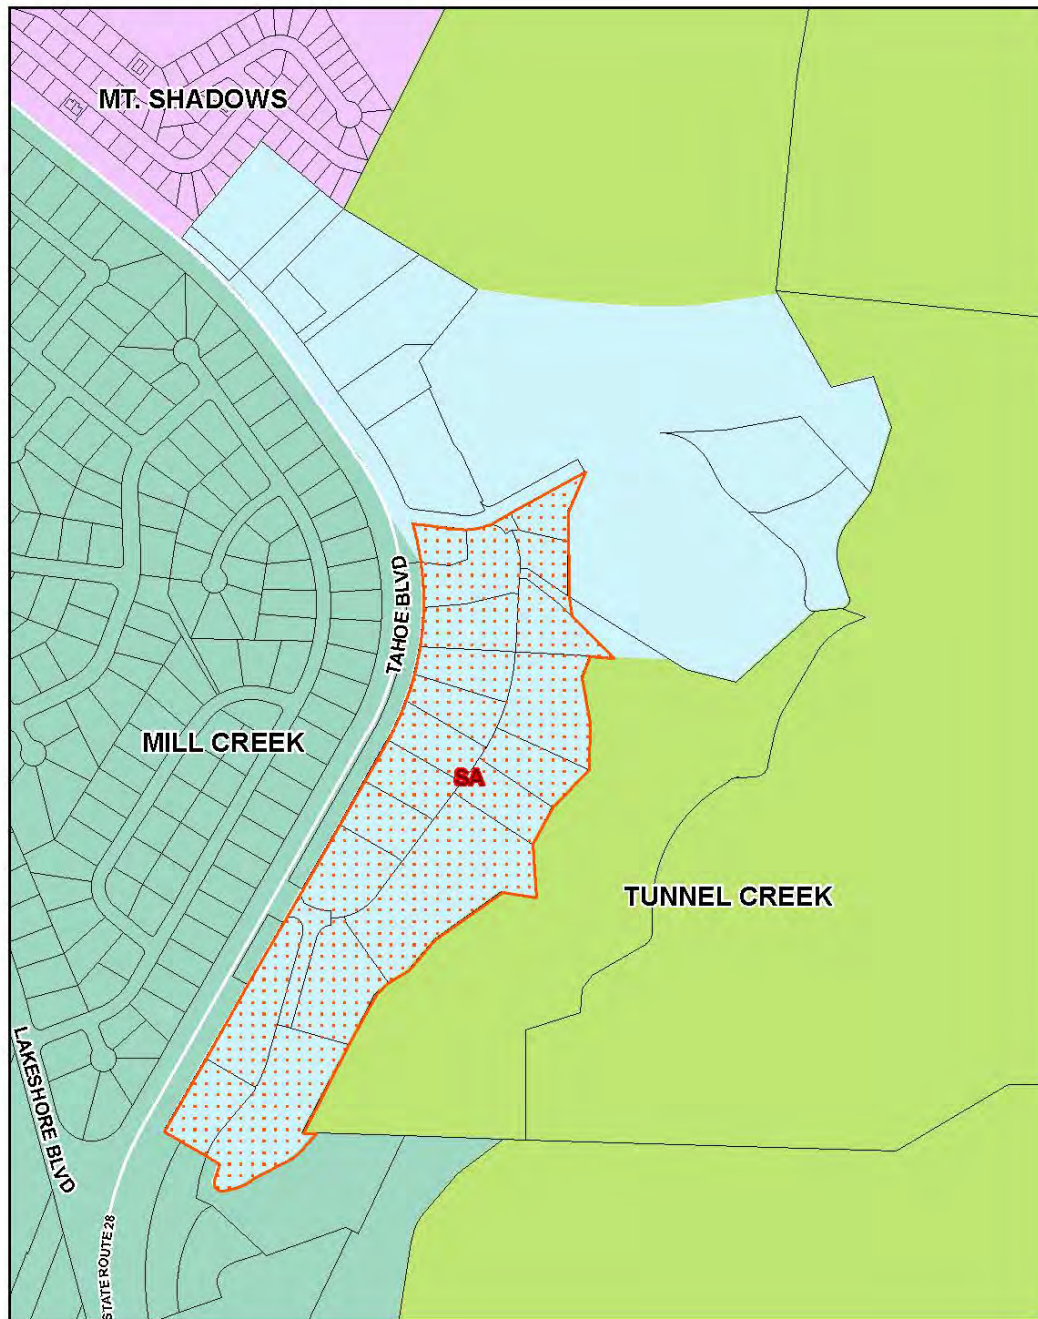 MT. SHADOWS
TAHOE BLVD
MILL CREEK
SA
TUNNEL CREEK
LAKESHORE BLVD
STATE ROUTE 28